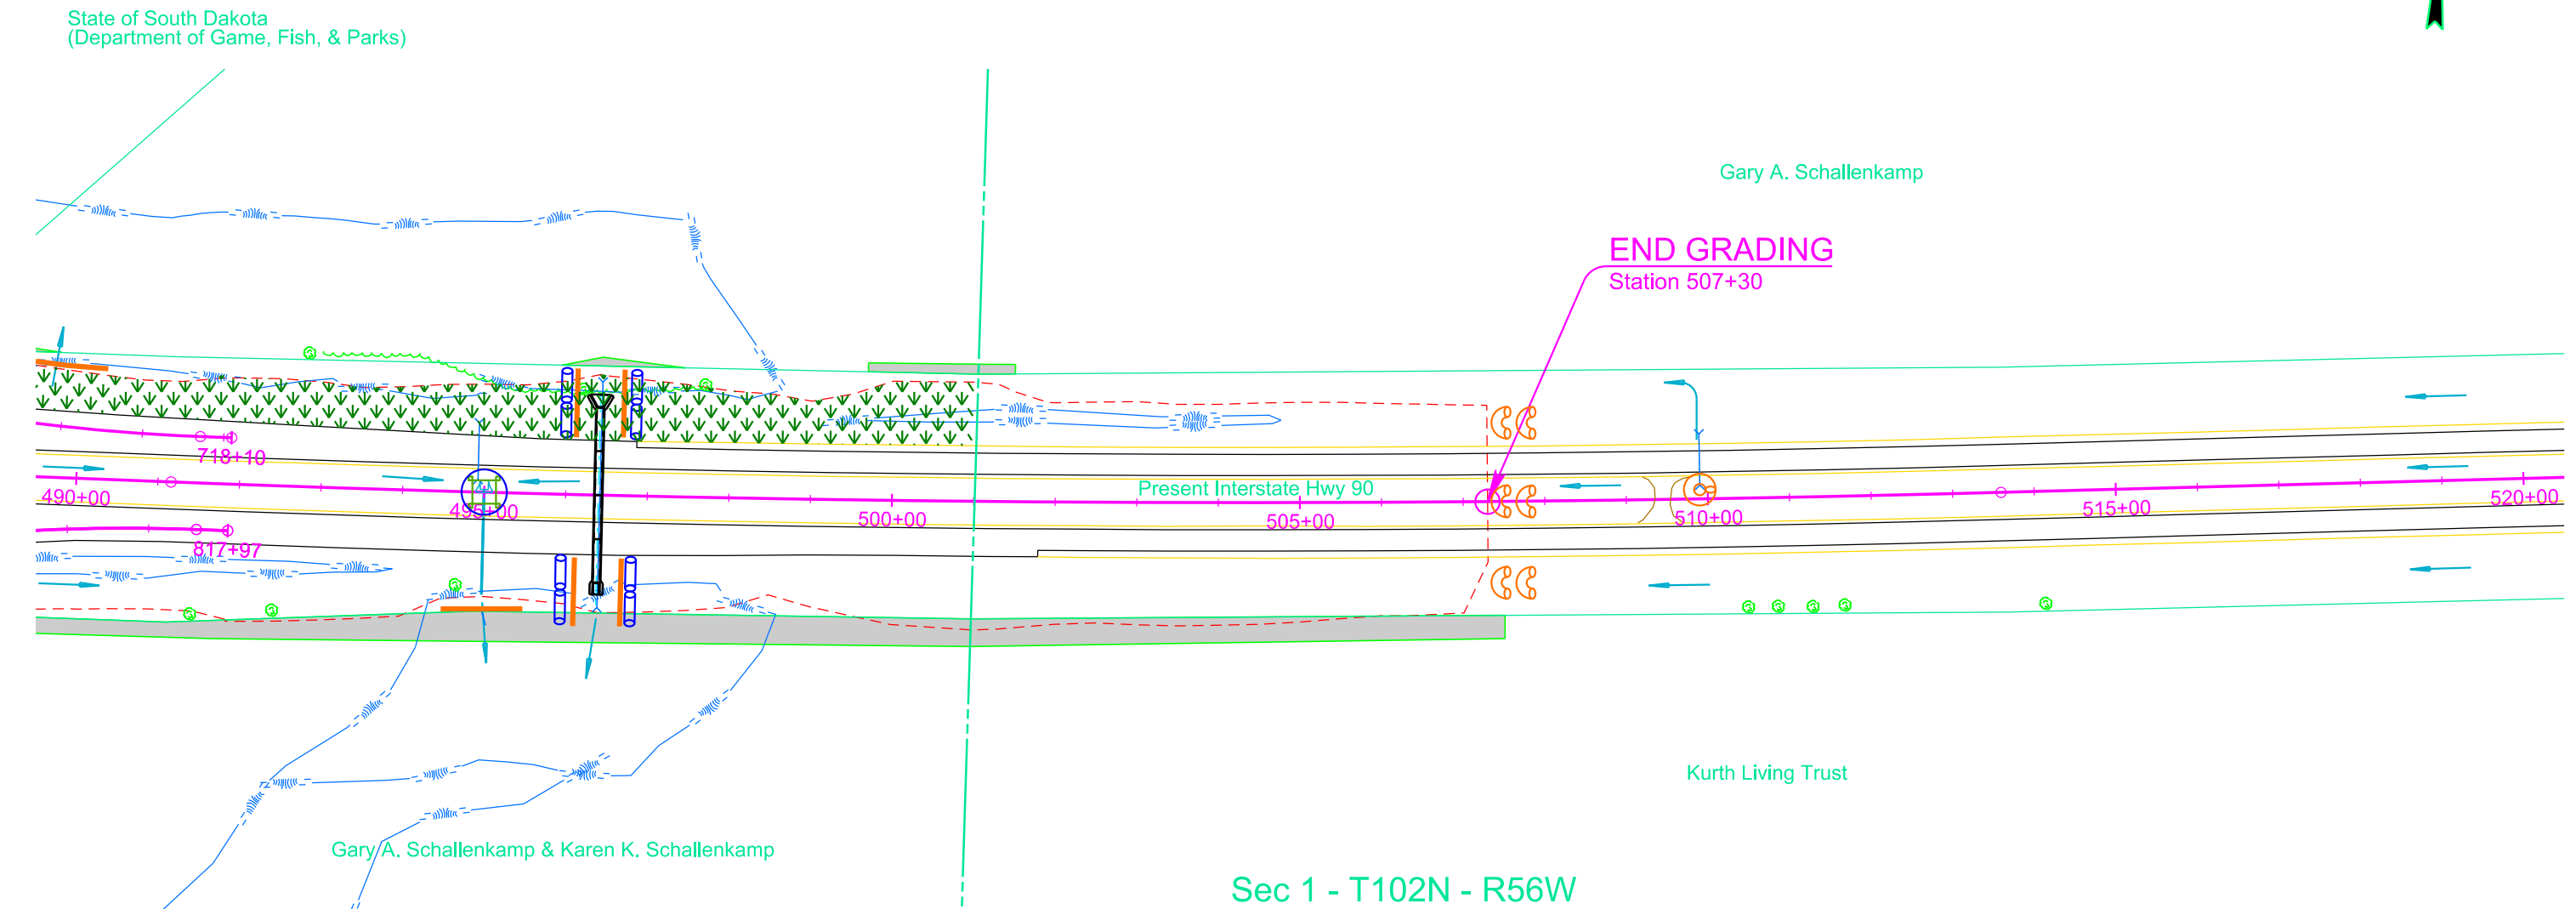 State of South Dakota
(Department of Game, Fish, & Parks)
Gary A. Schallenkamp
END GRADING
Station 507+30
718+10
490+00
495+00
500+00
Present Interstate Hwy 90
505+00
510+00
515+00
520+00
817+97
Kurth Living Trust
Gary A. Schallenkamp & Karen K. Schallenkamp
Sec 1 - T102N - R56W